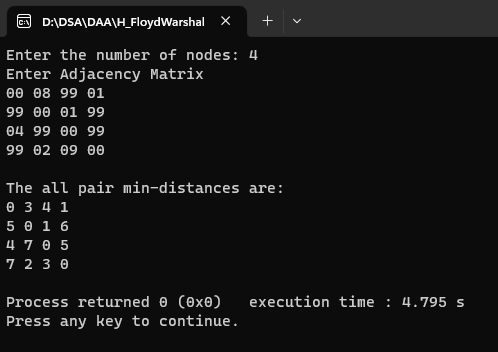 D:\DSA\DAA\H_FloydWarshal
Enter the number of nodes: 4
Enter Adjacency Matrix
00 08 99 01
99 00 01 99
04 99 00 99
99 02 09 00
The all pair min-distances are:
0 3 4 1
5 0 1 6
4 7 0 5
7 2 3 0
Process returned 0 (0x0)   execution time : 4.795 s
Press any key to continue.